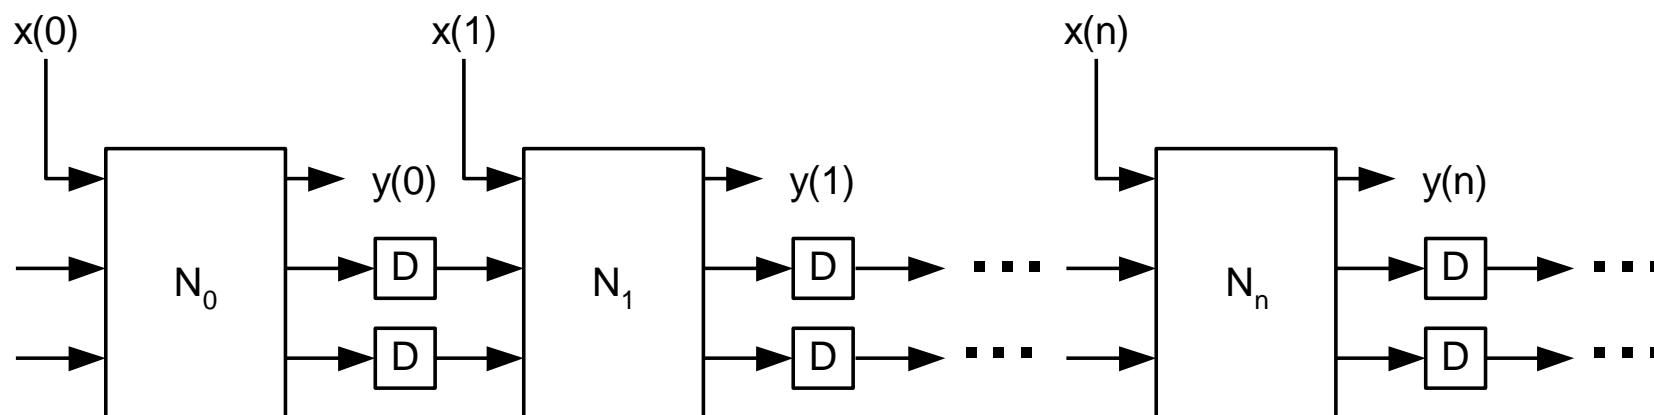 x(0) x(1) x(n)
y(0) y(1) y(n)
D D D
N0 N1 Nn
D D D